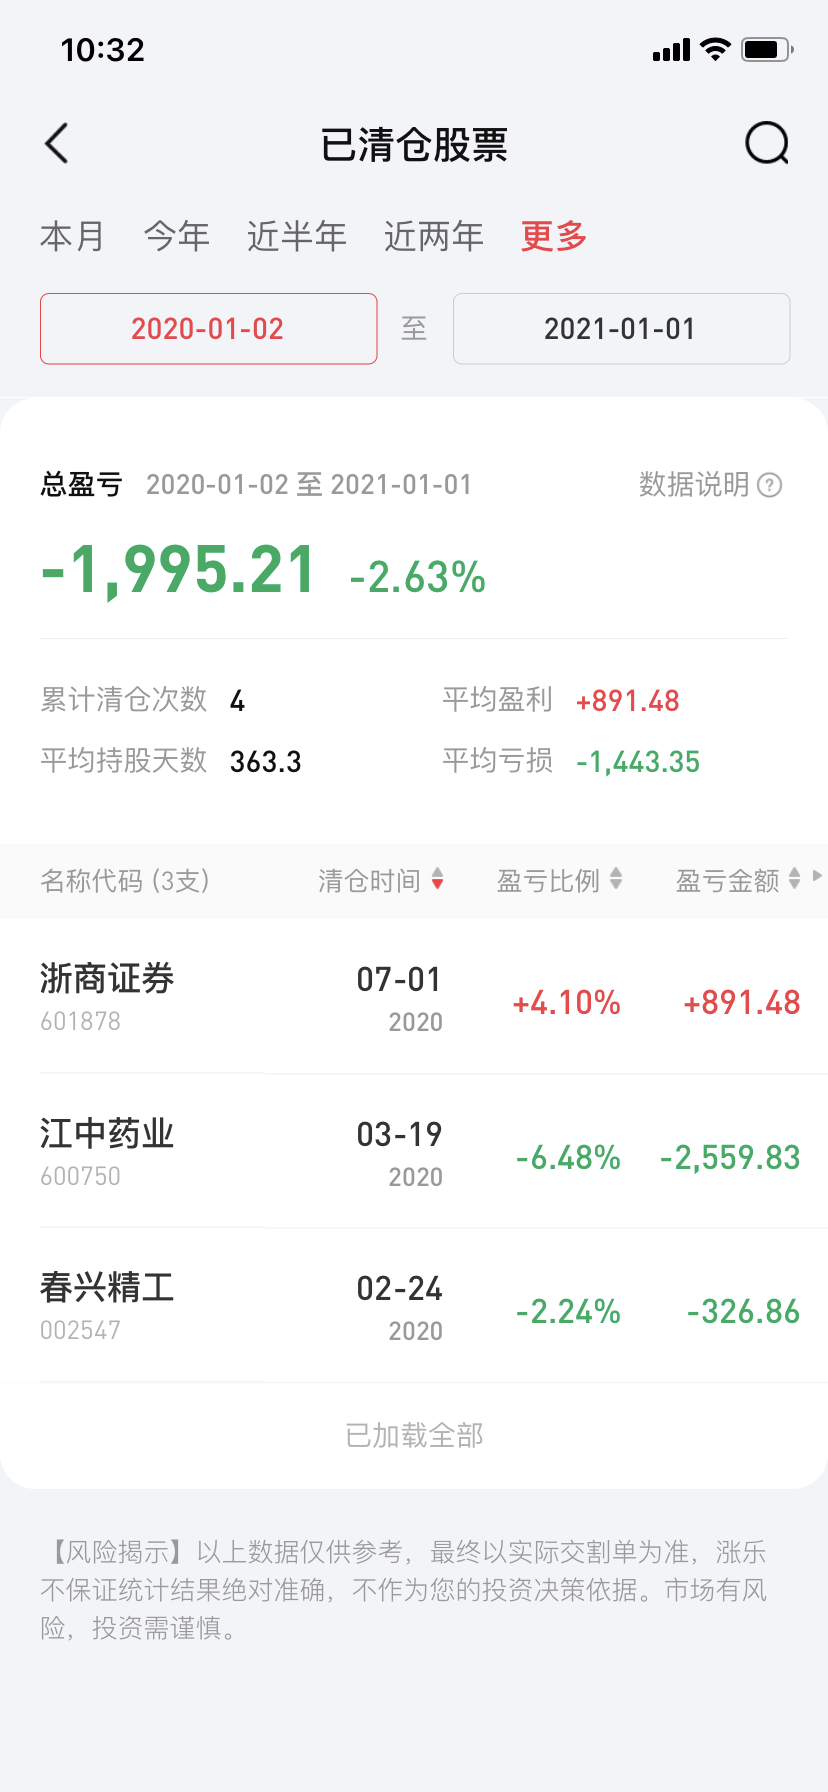 10:32
已清仓股票
本月 今年 近半年 近两年 更多
2020-01-02 至 2021-01-01
总盈亏 2020-01-02 至 2021-01-01 数据说明 ?
-1,995.21 -2.63%
累计清仓次数 4 平均盈利 +891.48
平均持股天数 363.3 平均亏损 -1,443.35
名称代码 (3支) 清仓时间 盈亏比例 盈亏金额
浙商证券 07-01 +4.10% +891.48
601878 2020
江中药业 03-19 -6.48% -2,559.83
600750 2020
春兴精工 02-24 -2.24% -326.86
002547 2020
已加载全部
【风险揭示】以上数据仅供参考，最终以实际交割单为准，涨乐
不保证统计结果绝对准确，不作为您的投资决策依据。市场有风
险，投资需谨慎。